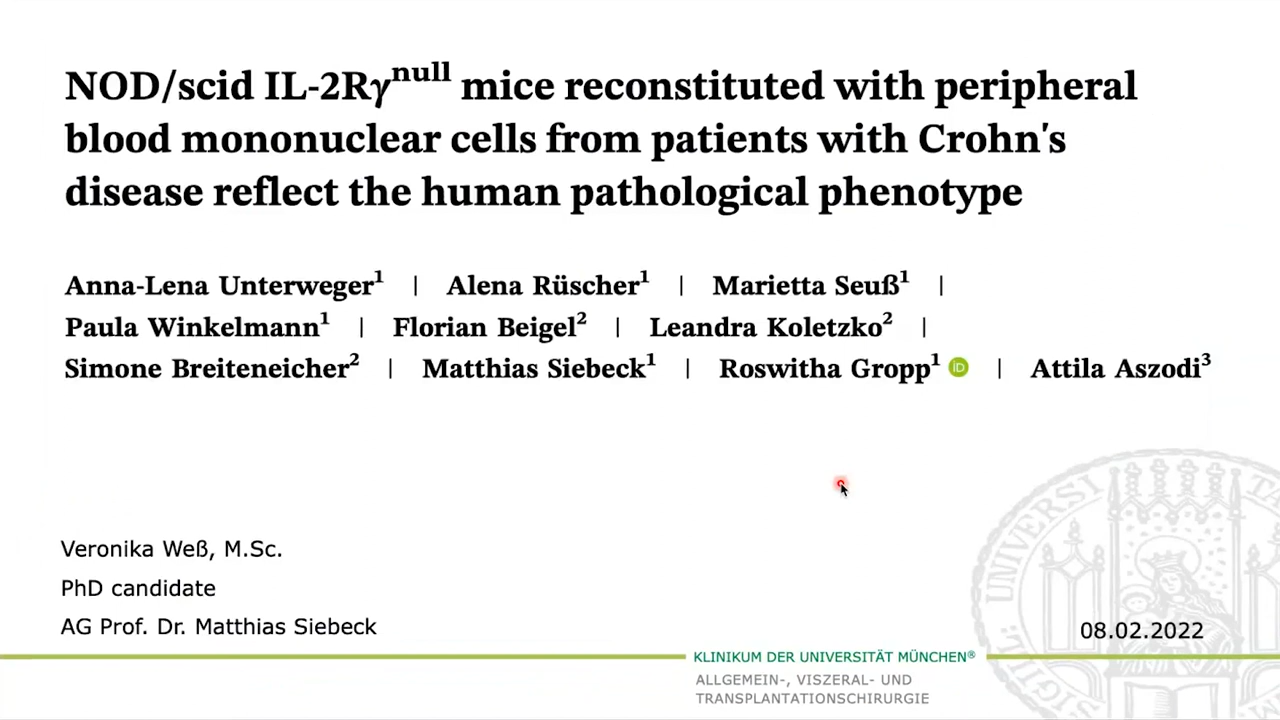 NOD/scid IL-2Rγnull mice reconstituted with peripheral
blood mononuclear cells from patients with Crohn's
disease reflect the human pathological phenotype
Anna-Lena Unterweger1 | Alena Rüscher1 | Marietta Seuß1 |
Paula Winkelmann1 | Florian Beigel2 | Leandra Koletzko2 |
Simone Breiteneicher2 | Matthias Siebeck1 | Roswitha Gropp1 iD | Attila Aszodi3
Veronika Weß, M.Sc.
PhD candidate
AG Prof. Dr. Matthias Siebeck
08.02.2022
KLINIKUM DER UNIVERSITÄT MÜNCHEN®
ALLGEMEIN-, VISZERAL- UND
TRANSPLANTATIONSCHIRURGIE